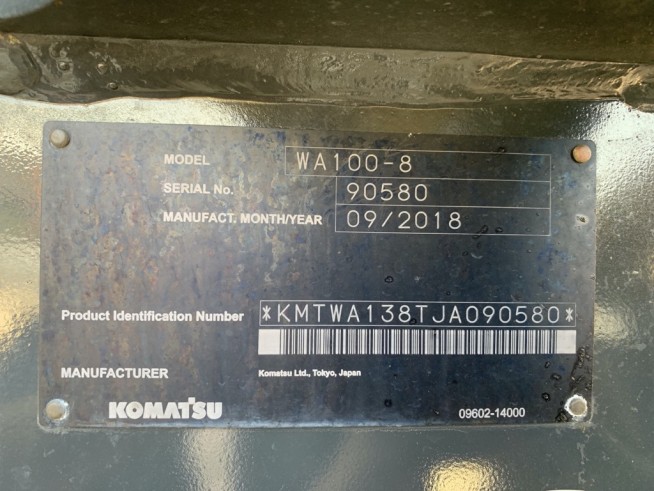 MODEL WA100-8
SERIAL No. 90580
MANUFACT. MONTH/YEAR 09/2018
Product Identification Number *KMTWA138TJA090580*
MANUFACTURER Komatsu Ltd., Tokyo, Japan
KOMATSU 09602-14000